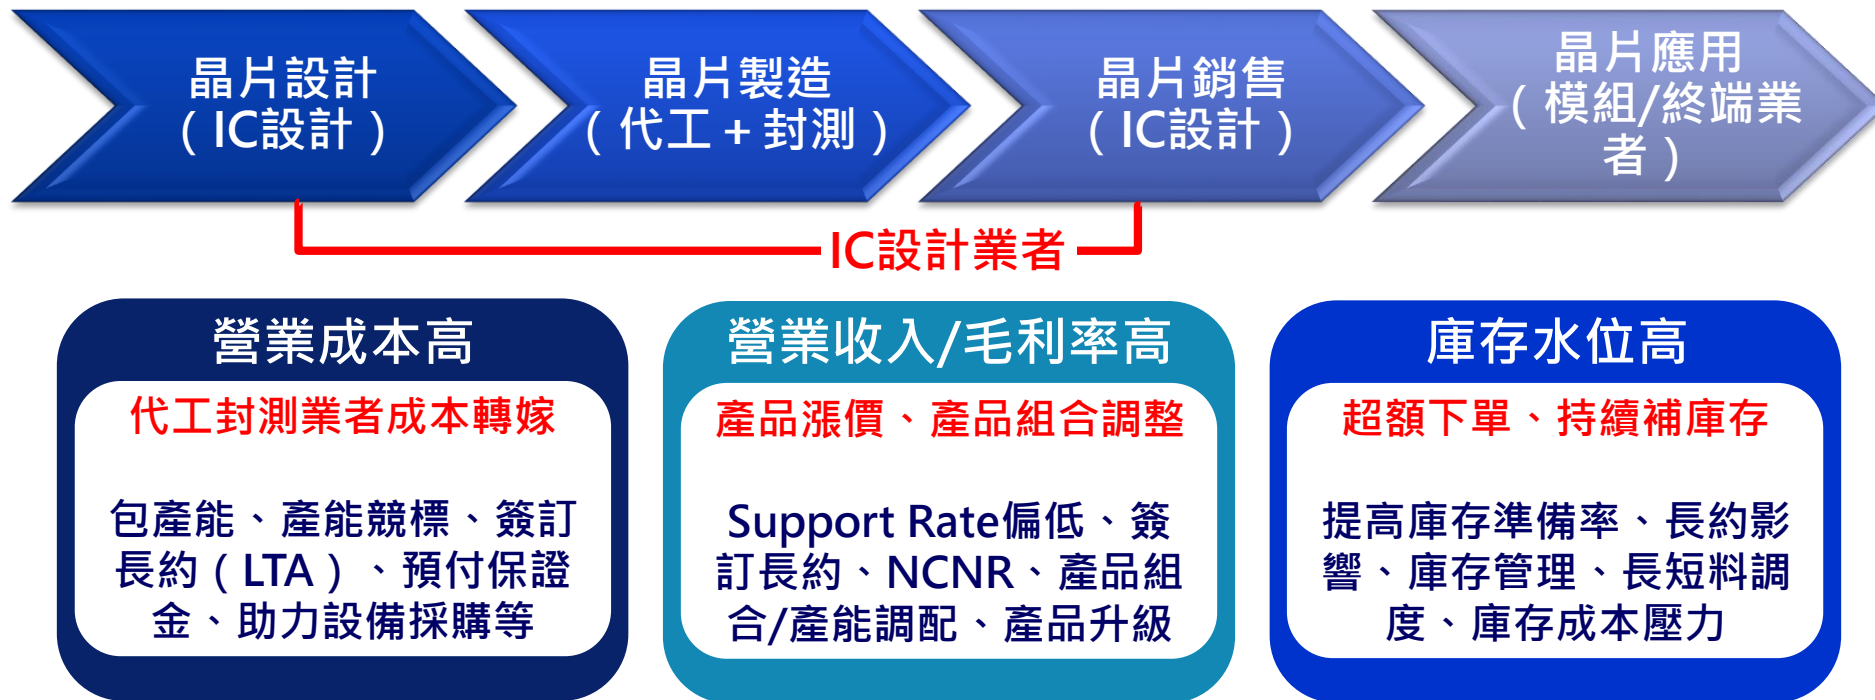 晶片設計
（IC設計）
晶片製造
（代工＋封測）
晶片銷售
（IC設計）
晶片應用
（模組/終端業
者）
IC設計業者
營業成本高
代工封測業者成本轉嫁
包產能、產能競標、簽訂
長約（LTA）、預付保證
金、助力設備採購等
營業收入/毛利率高
產品漲價、產品組合調整
Support Rate偏低、簽
訂長約、NCNR、產品組
合/產能調配、產品升級
庫存水位高
超額下單、持續補庫存
提高庫存準備率、長約影
響、庫存管理、長短料調
度、庫存成本壓力